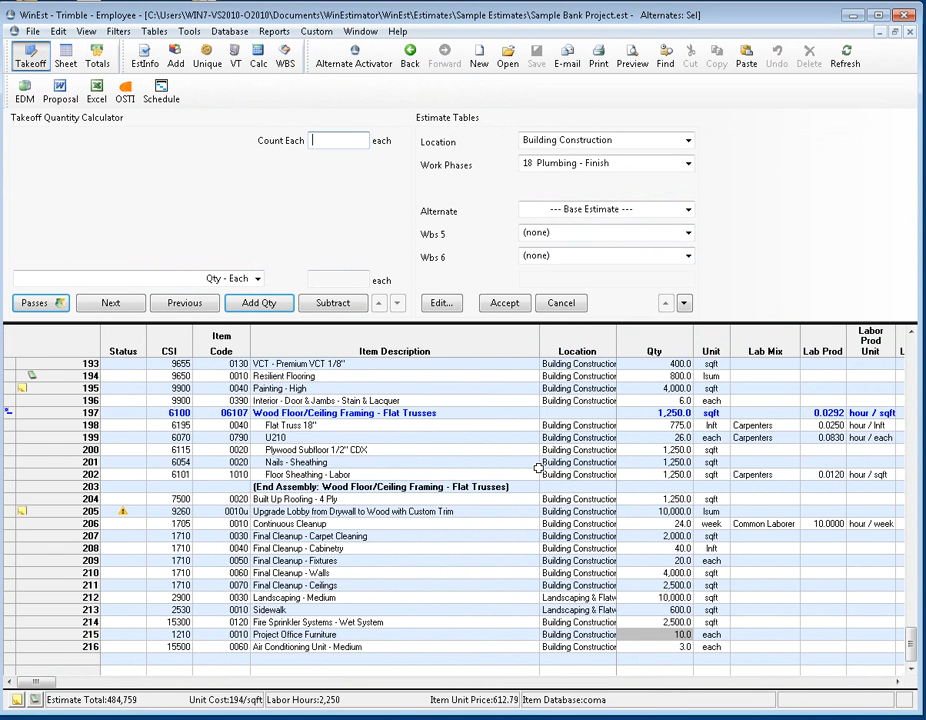 WinEst - Trimble - Employee - [C:\Users\WIN7-VS2010-O2010\Documents\WinEstimator\WinEst\Estimates\Sample Estimates\Sample Bank Project.est - Alternates: Sel]
File Edit Views Filters Tables Tools Database Reports Custom Window Help
Takeoff Sheet Totals EstInfo Add Unique VT Calc WBS Alternate Activator Back Forward New Open Save E-mail Print Preview Find Cut Copy Paste Undo Delete Refresh
EDM Proposal Excel OSTI Schedule
Takeoff Quantity Calculator Estimate Tables
Count Each each Location Building Construction
Work Phases 18 Plumbing - Finish
Alternate --- Base Estimate ---
Wbs 5 (none)
Wbs 6 (none)
Qty - Each each
Passes Next Previous Add Qty Subtract Edit... Accept Cancel
Status CSI Item Code Item Description Location Qty Unit Lab Mix Lab Prod Labor Prod Unit L
193 9655 0130 VCT - Premium VCT 1/8" Building Construction 400.0 sqft
194 9650 0010 Resilient Flooring Building Construction 800.0 lsum
195 9900 0040 Painting - High Building Construction 4,000.0 sqft
196 9900 0390 Interior - Door & Jambs - Stain & Lacquer Building Construction 6.0 each
197 6100 06107 Wood Floor/Ceiling Framing - Flat Trusses 1,250.0 sqft 0.0292 hour / sqft
198 6195 0040 Flat Truss 18" Building Construction 775.0 lnft Carpenters 0.0250 hour / lnft
199 6070 0790 U210 Building Construction 26.0 each Carpenters 0.0830 hour / each
200 6115 0020 Plywood Subfloor 1/2" CDX Building Construction 1,250.0 sqft
201 6054 0020 Nails - Sheathing Building Construction 1,250.0 sqft
202 6101 1010 Floor Sheathing - Labor Building Construction 1,250.0 sqft Carpenters 0.0120 hour / sqft
203 (End Assembly: Wood Floor/Ceiling Framing - Flat Trusses)
204 7500 0020 Built Up Roofing - 4 Ply Building Construction 1,250.0 sqft
205 9260 0010u Upgrade Lobby from Drywall to Wood with Custom Trim Building Construction 10,000.0 lsum
206 1705 0010 Continuous Cleanup Building Construction 24.0 week Common Laborer 10.0000 hour / week
207 1710 0030 Final Cleanup - Carpet Cleaning Building Construction 2,000.0 sqft
208 1710 0040 Final Cleanup - Cabinetry Building Construction 40.0 lnft
209 1710 0050 Final Cleanup - Fixtures Building Construction 20.0 each
210 1710 0060 Final Cleanup - Walls Building Construction 4,000.0 sqft
211 1710 0070 Final Cleanup - Ceilings Building Construction 2,500.0 sqft
212 2900 0030 Landscaping - Medium Landscaping & Flatw 10,000.0 sqft
213 2530 0010 Sidewalk Landscaping & Flatw 600.0 sqft
214 15300 0120 Fire Sprinkler Systems - Wet System Building Construction 2,500.0 sqft
215 1210 0010 Project Office Furniture Building Construction 10.0 each
216 15500 0060 Air Conditioning Unit - Medium Building Construction 3.0 each
Estimate Total:484,759 Unit Cost:194/sqft Labor Hours:2,250 Item Unit Price:612.79 Item Database:coma